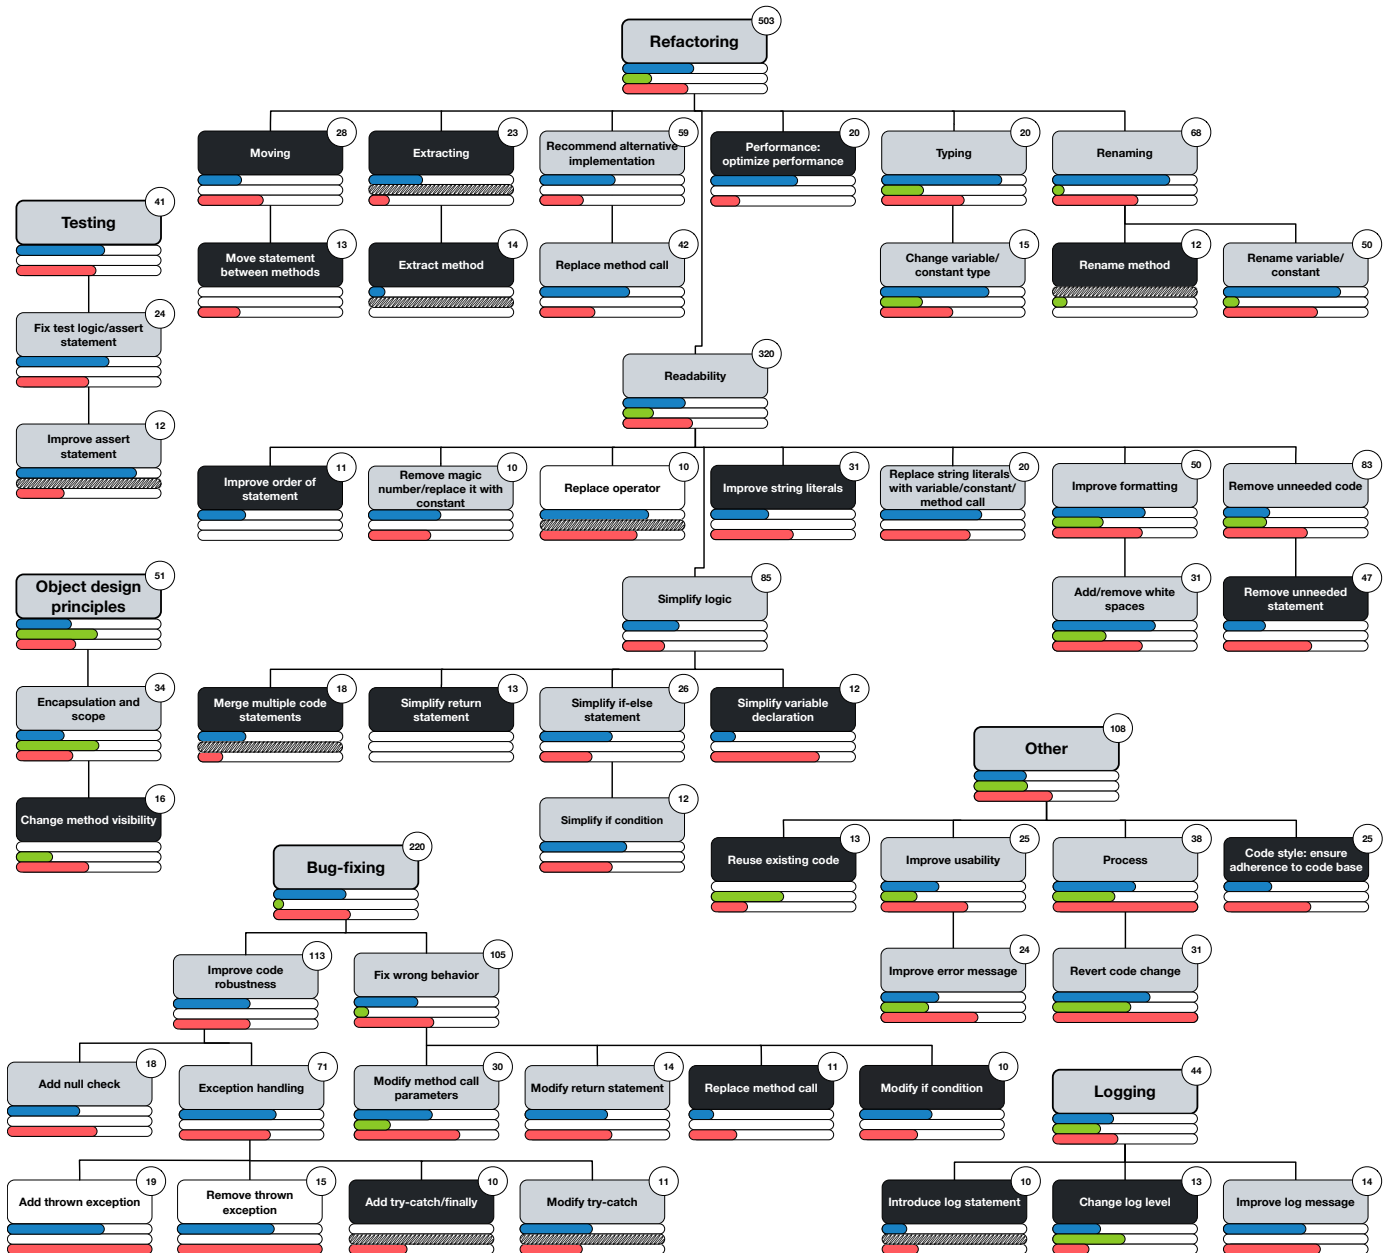 503
Refactoring
28
Moving
23
Extracting
59
Recommend alternative
implementation
20
Performance:
optimize performance
20
Typing
68
Renaming
41
Testing
13
Move statement
between methods
14
Extract method
42
Replace method call
15
Change variable/
constant type
12
Rename method
50
Rename variable/
constant
24
Fix test logic/assert
statement
320
Readability
12
Improve assert
statement
11
Improve order of
statement
10
Remove magic
number/replace it with
constant
10
Replace operator
31
Improve string literals
20
Replace string literals
with variable/constant/
method call
50
Improve formatting
83
Remove unneeded code
51
Object design
principles
85
Simplify logic
31
Add/remove white
spaces
47
Remove unneeded
statement
34
Encapsulation and
scope
18
Merge multiple code
statements
13
Simplify return
statement
26
Simplify if-else
statement
12
Simplify variable
declaration
108
Other
16
Change method visibility
12
Simplify if condition
13
Reuse existing code
25
Improve usability
38
Process
25
Code style: ensure
adherence to code base
220
Bug-fixing
113
Improve code
robustness
105
Fix wrong behavior
24
Improve error message
31
Revert code change
18
Add null check
71
Exception handling
30
Modify method call
parameters
14
Modify return statement
11
Replace method call
10
Modify if condition
44
Logging
19
Add thrown exception
15
Remove thrown
exception
10
Add try-catch/finally
11
Modify try-catch
10
Introduce log statement
13
Change log level
14
Improve log message